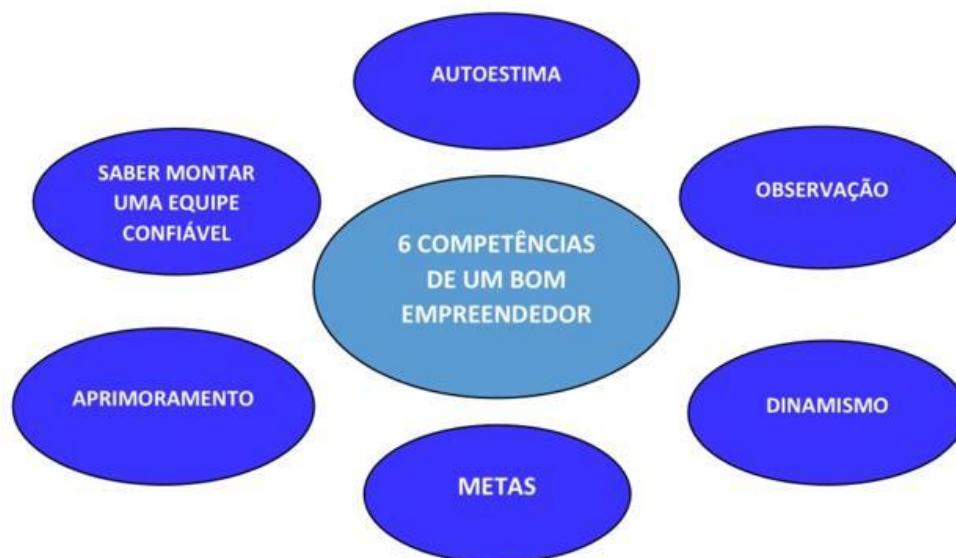 AUTOESTIMA
SABER MONTAR
UMA EQUIPE
CONFIÁVEL
OBSERVAÇÃO
6 COMPETÊNCIAS
DE UM BOM
EMPREENDEDOR
APRIMORAMENTO
DINAMISMO
METAS